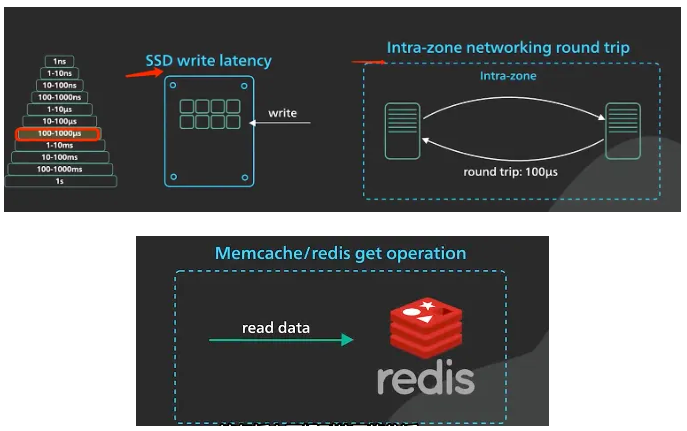 SSD write latency
Intra-zone networking round trip
Intra-zone
1ns
1-10ns
10-100ns
100-1000ns
1-10µs
10-100µs
100-1000µs
1-10ms
10-100ms
100-1000ms
1s
write
round trip: 100µs
Memcache/redis get operation
read data
redis